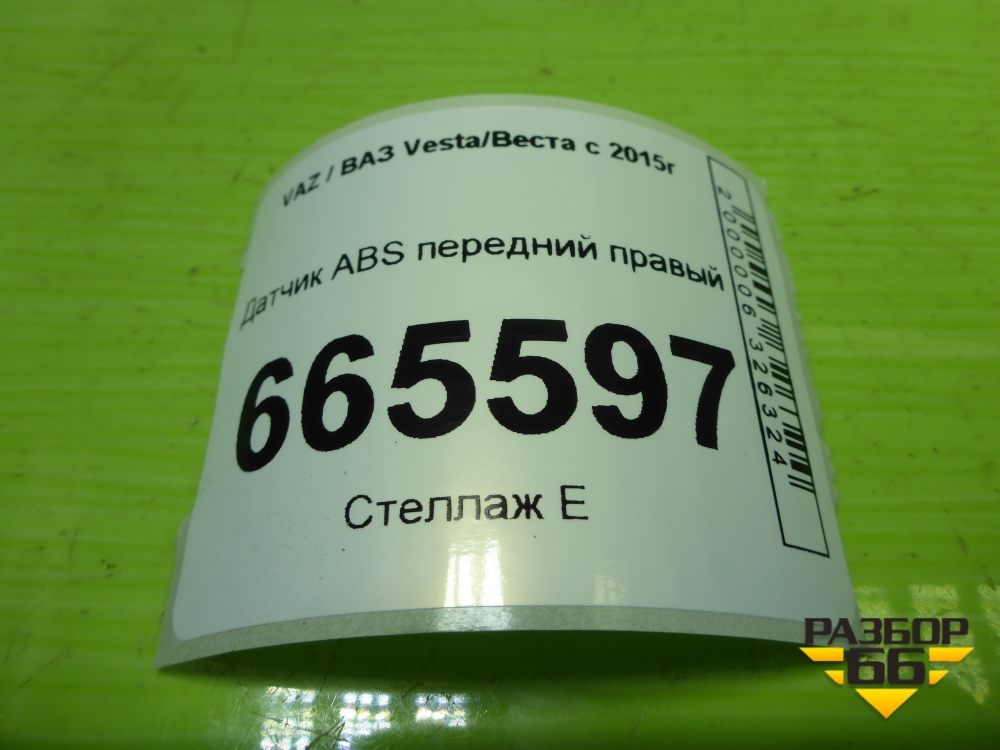 VAZ / ВАЗ Vesta/Веста с 2015г
Датчик ABS передний правый
665597
Стеллаж Е
2000006326324
РАЗБОР
66